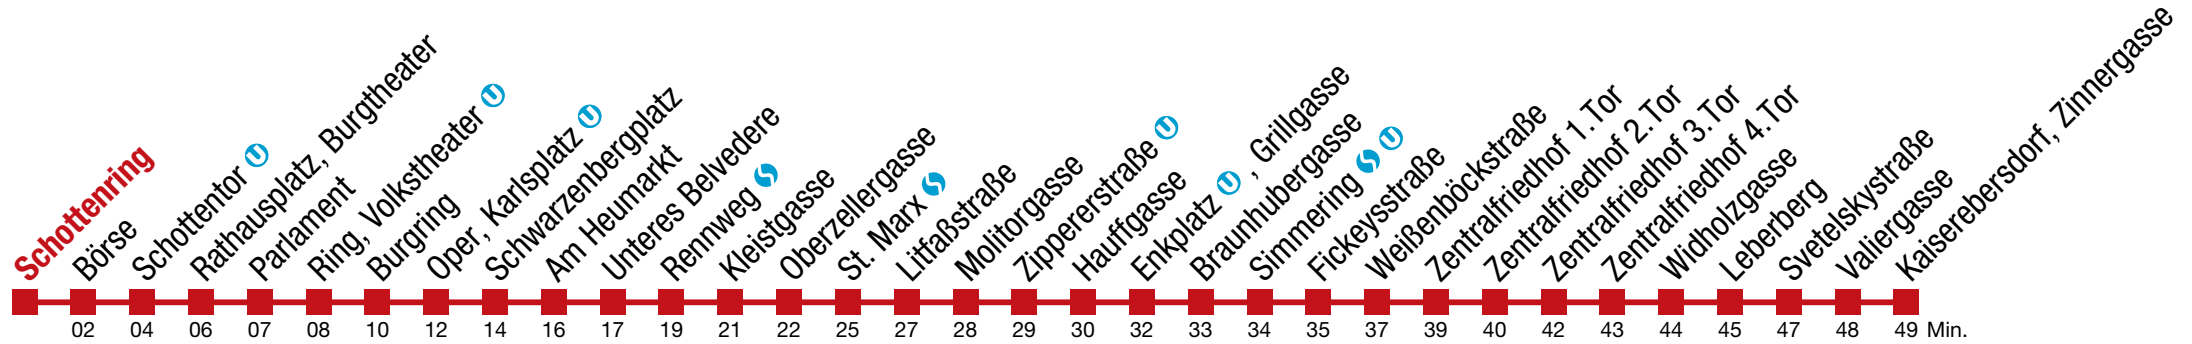 Schottenring
Börse
Schottentor U
Rathausplatz, Burgtheater
Parlament
Ring, Volkstheater U
Burgring
Oper, Karlsplatz U
Schwarzenbergplatz
Am Heumarkt
Unteres Belvedere
Rennweg S
Kleistgasse
Oberzellergasse
St. Marx S
Litfaßstraße
Molitorgasse
Zippererstraße U
Hauffgasse
Enkplatz U , Grillgasse
Braunhubergasse
Simmering S U
Fickeysstraße
Weißenböckstraße
Zentralfriedhof 1.Tor
Zentralfriedhof 2.Tor
Zentralfriedhof 3.Tor
Zentralfriedhof 4.Tor
Widholzgasse
Leberberg
Svetelskystraße
Valiergasse
Kaiserebersdorf, Zinnergasse
02 04 06 07 08 10 12 14 16 17 19 21 22 25 27 28 29 30 32 33 34 35 37 39 40 42 43 44 45 47 48 49 Min.